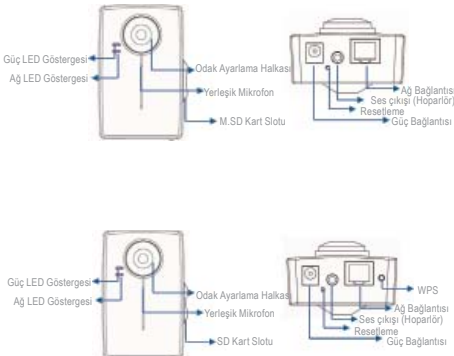 Güç LED Göstergesi
Ağ LED Göstergesi
Odak Ayarlama Halkası
Yerleşik Mikrofon
M.SD Kart Slotu
Ağ Bağlantısı
Ses çıkışı (Hoparlör)
Resetleme
Güç Bağlantısı
Güç LED Göstergesi
Ağ LED Göstergesi
Odak Ayarlama Halkası
Yerleşik Mikrofon
SD Kart Slotu
WPS
Ağ Bağlantısı
Ses çıkışı (Hoparlör)
Resetleme
Güç Bağlantısı